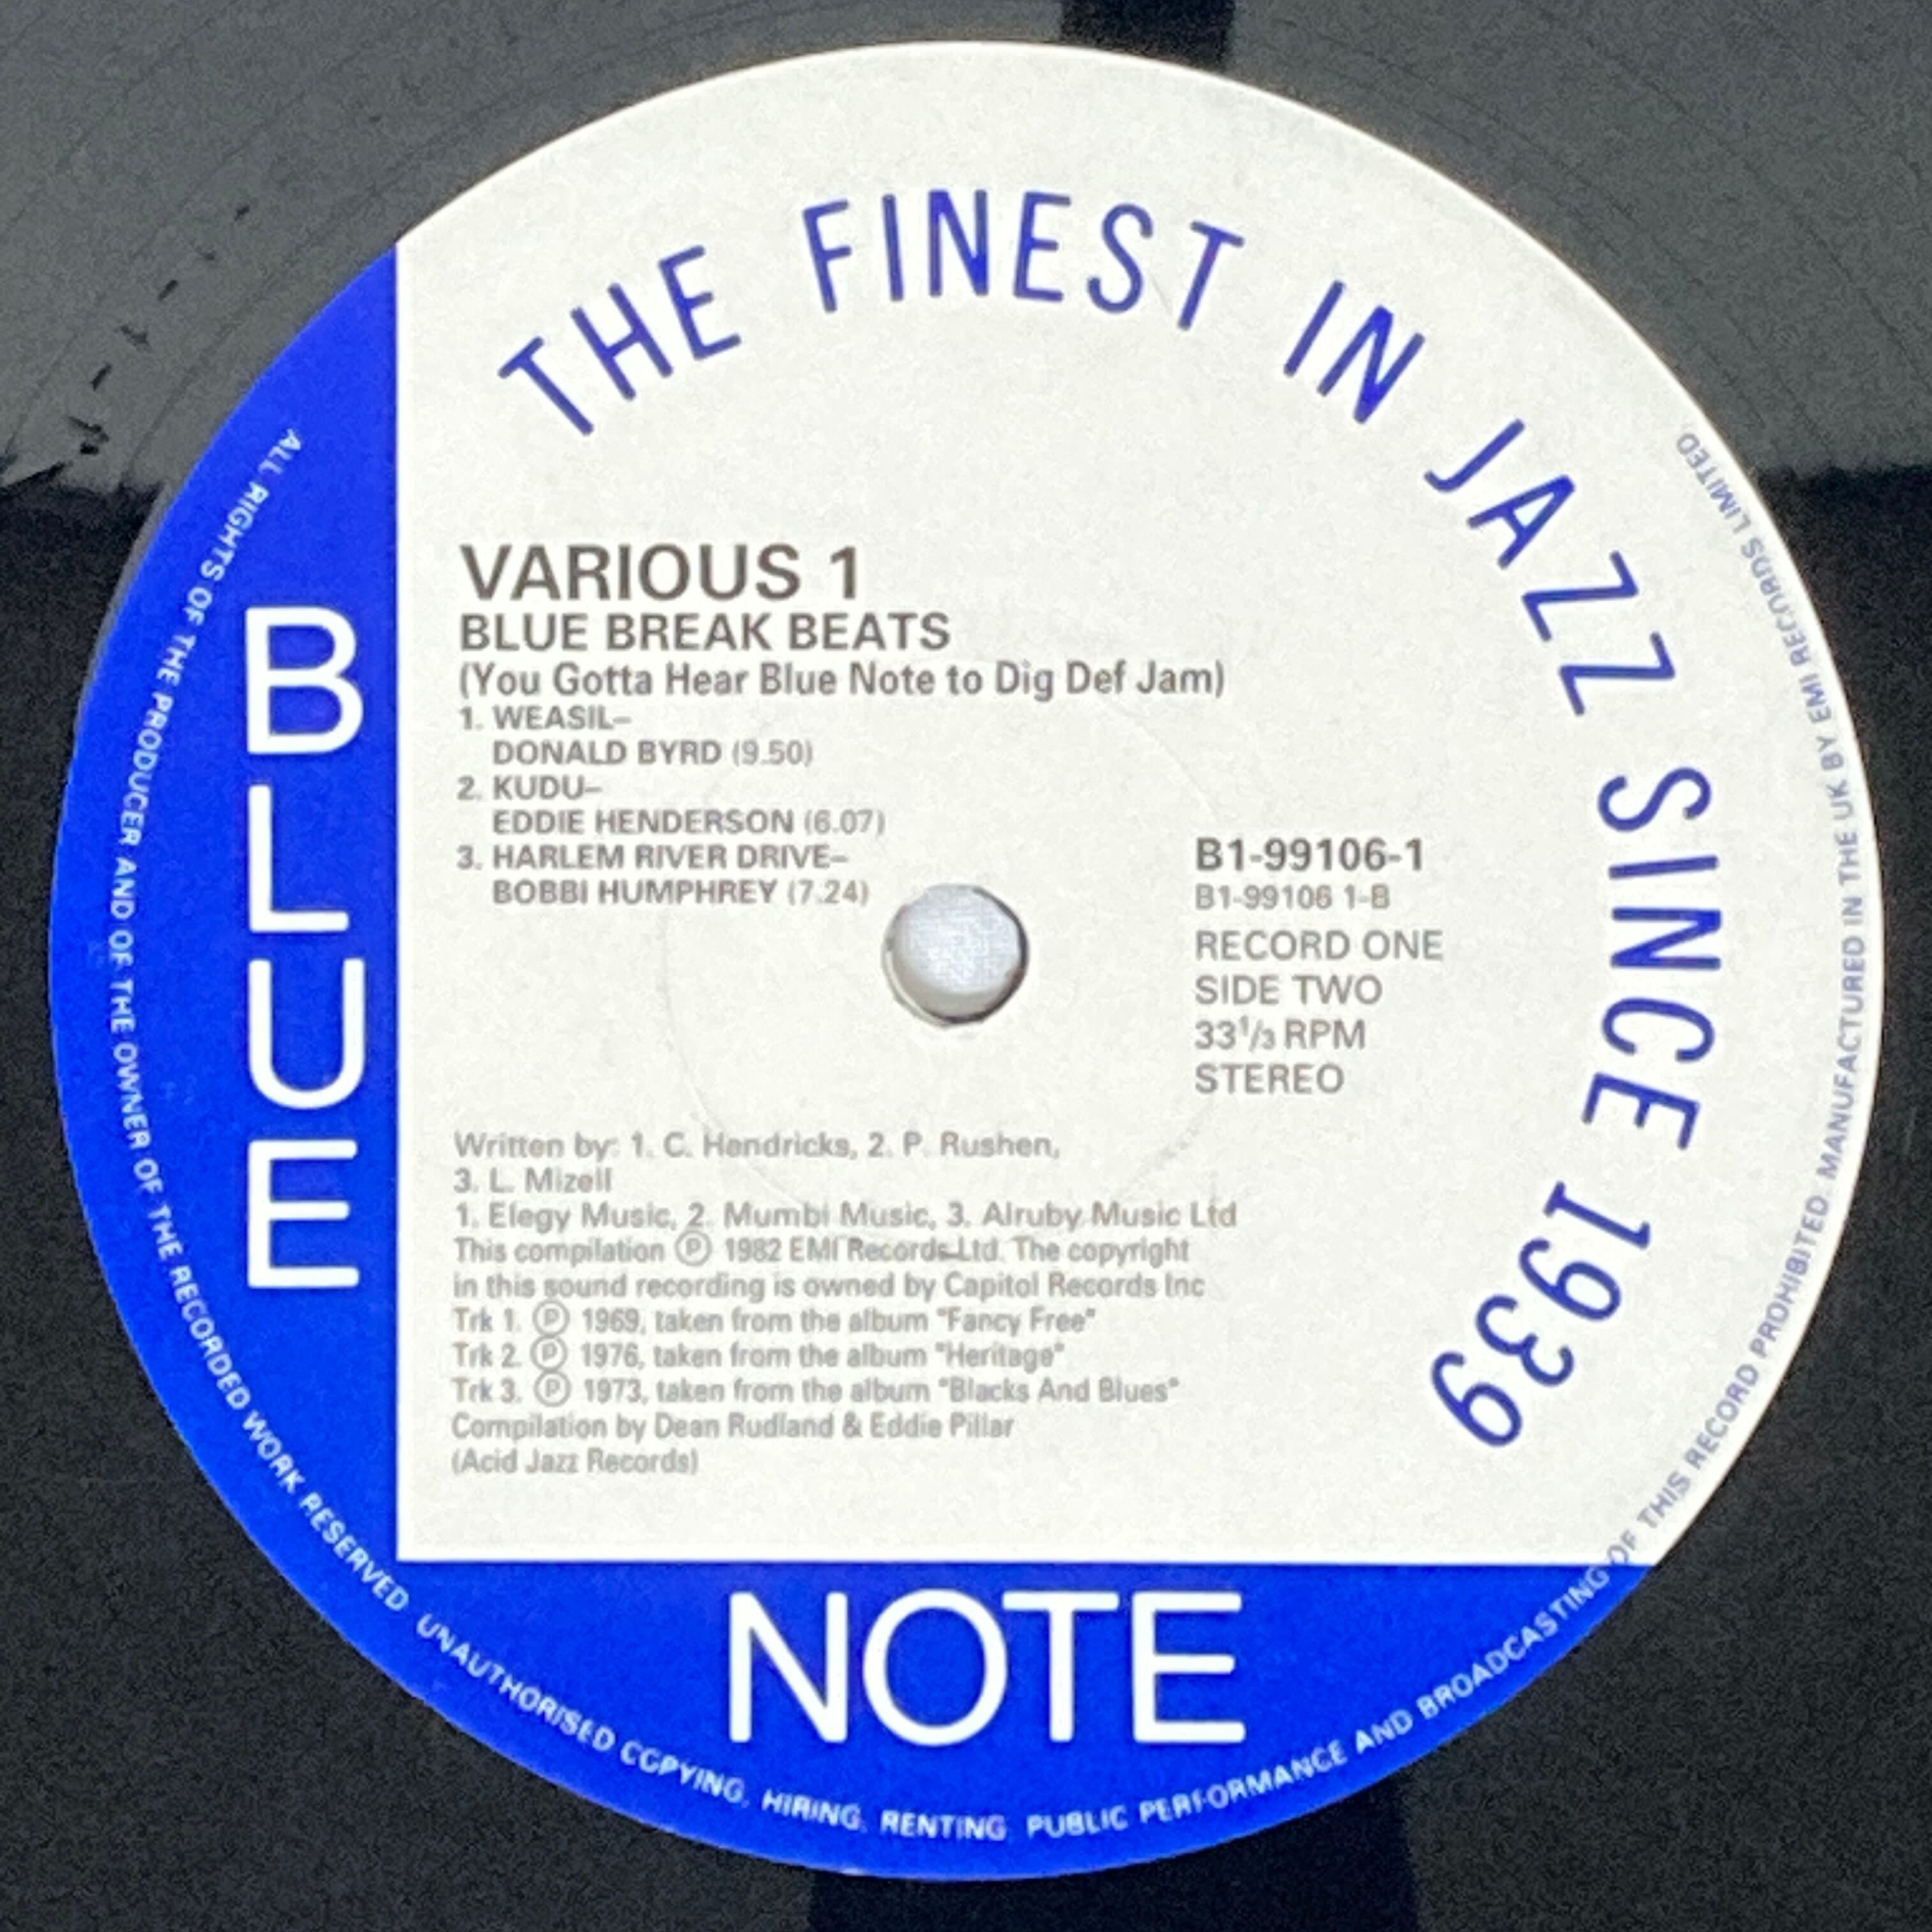 THE FINEST IN JAZZ SINCE 1939
BLUE
NOTE
VARIOUS 1
BLUE BREAK BEATS
(You Gotta Hear Blue Note to Dig Def Jam)
1. WEASIL–
DONALD BYRD (9.50)
2. KUDU–
EDDIE HENDERSON (6.07)
3. HARLEM RIVER DRIVE–
BOBBI HUMPHREY (7.24)
B1-99106-1
B1-99106 1-B
RECORD ONE
SIDE TWO
33 1/3 RPM
STEREO
Written by: 1. C. Hendricks, 2. P. Rushen,
3. L. Mizell
1. Elegy Music, 2. Mumbi Music, 3. Alruby Music Ltd
This compilation ℗ 1982 EMI Records Ltd. The copyright
in this sound recording is owned by Capitol Records Inc
Trk 1. ℗ 1969, taken from the album "Fancy Free"
Trk 2. ℗ 1976, taken from the album "Heritage"
Trk 3. ℗ 1973, taken from the album "Blacks And Blues"
Compilation by Dean Rudland & Eddie Pillar
(Acid Jazz Records)
ALL RIGHTS OF THE PRODUCER AND OF THE OWNER OF THE RECORDED WORK RESERVED. UNAUTHORISED COPYING, HIRING, RENTING, PUBLIC PERFORMANCE AND BROADCASTING OF THIS RECORD PROHIBITED. MANUFACTURED IN THE UK BY EMI RECORDS LIMITED